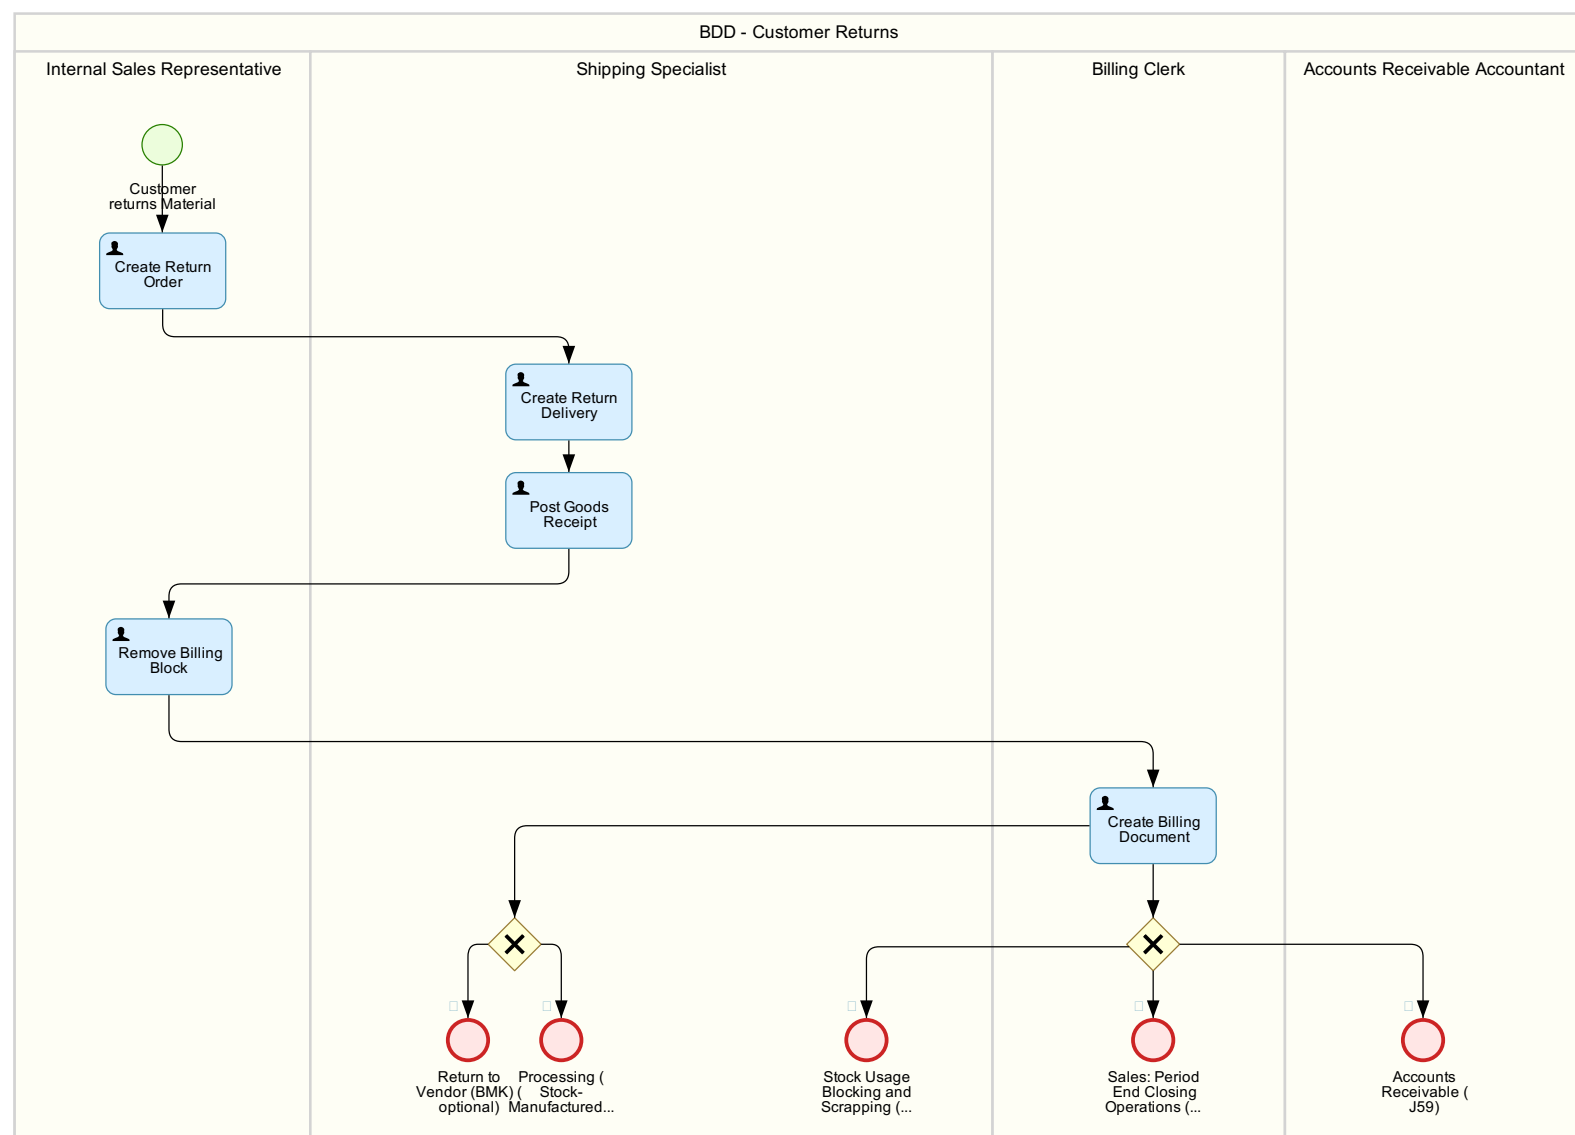 BDD - Customer Returns
Internal Sales Representative
Shipping Specialist
Billing Clerk
Accounts Receivable Accountant
Customer
returns Material
Create Return
Order
Create Return
Delivery
Post Goods
Receipt
Remove Billing
Block
Create Billing
Document
Return to
Vendor (BMK) (
optional)
Processing (
Stock-
Manufactured...
Stock Usage
Blocking and
Scrapping (...
Sales: Period
End Closing
Operations (...
Accounts
Receivable (
J59)